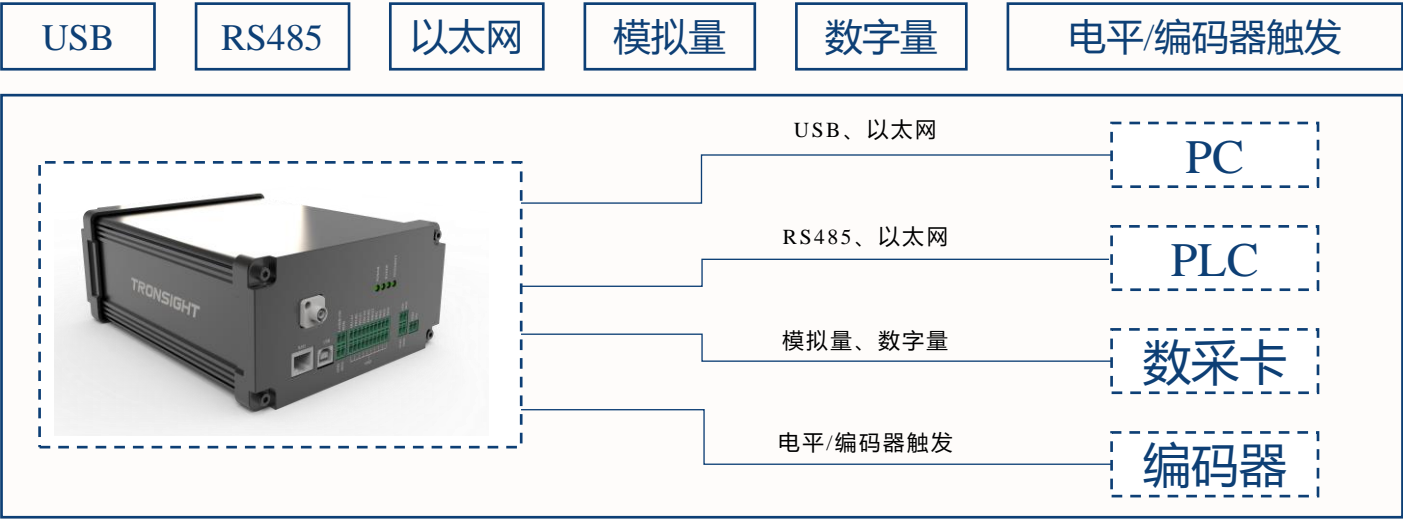 USB
RS485
以太网
模拟量
数字量
电平/编码器触发
USB、以太网
PC
RS485、以太网
PLC
TRONSIGHT
模拟量、数字量
数采卡
电平/编码器触发
编码器